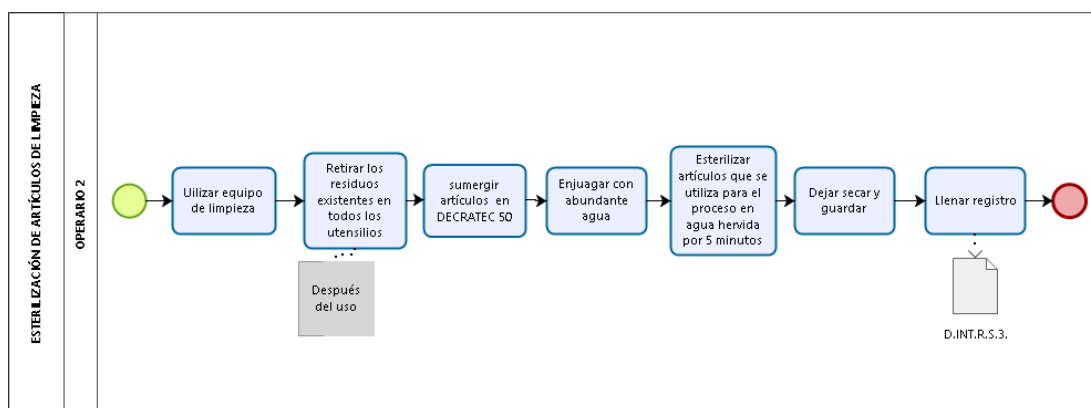 ESTERILIZACIÓN DE ARTÍCULOS DE LIMPIEZA
OPERARIO 2
Utilizar equipo
de limpieza
Retirar los
residuos
existentes en
todos los
utensilios
Después
del uso
sumergir
artículos en
DECRATEC 50
Enjuagar con
abundante
agua
Esterilizar
artículos que se
utiliza para el
proceso en
agua hervida
por 5 minutos
Dejar secar y
guardar
Llenar registro
D.INT.R.S.3.